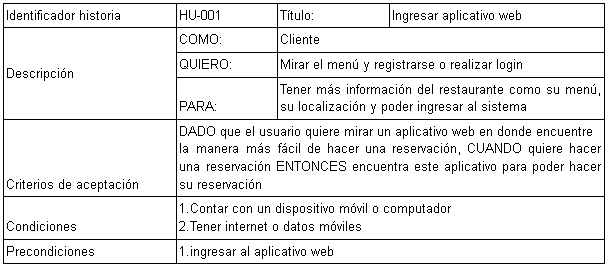 Identificador historia HU-001 Título: Ingresar aplicativo web
Descripción
COMO: Cliente
QUIERO: Mirar el menú y registrarse o realizar login
PARA: Tener más información del restaurante como su menú,
su localización y poder ingresar al sistema
Criterios de aceptación
DADO que el usuario quiere mirar un aplicativo web en donde encuentre
la manera más fácil de hacer una reservación, CUANDO quiere hacer
una reservación ENTONCES encuentra este aplicativo para poder hacer
su reservación
Condiciones
1.Contar con un dispositivo móvil o computador
2.Tener internet o datos móviles
Precondiciones 1.ingresar al aplicativo web